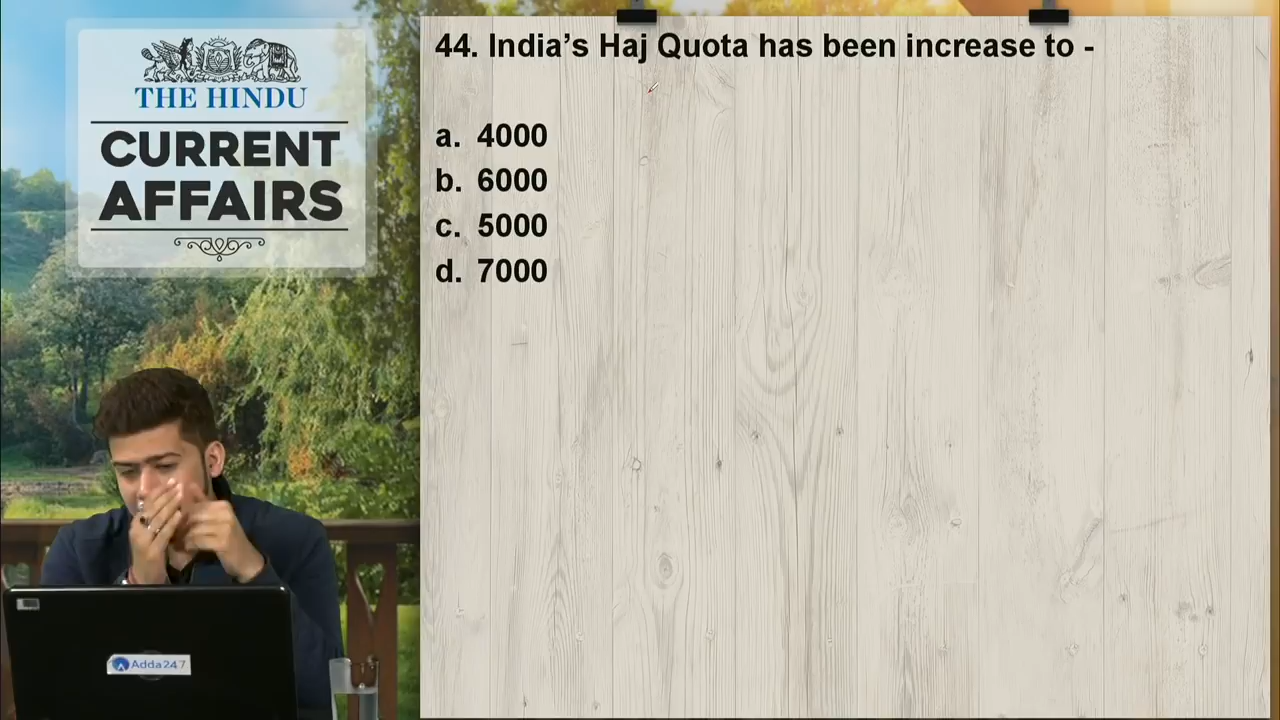 THE HINDU
CURRENT
AFFAIRS
44. India’s Haj Quota has been increase to -
a. 4000
b. 6000
c. 5000
d. 7000
Adda247